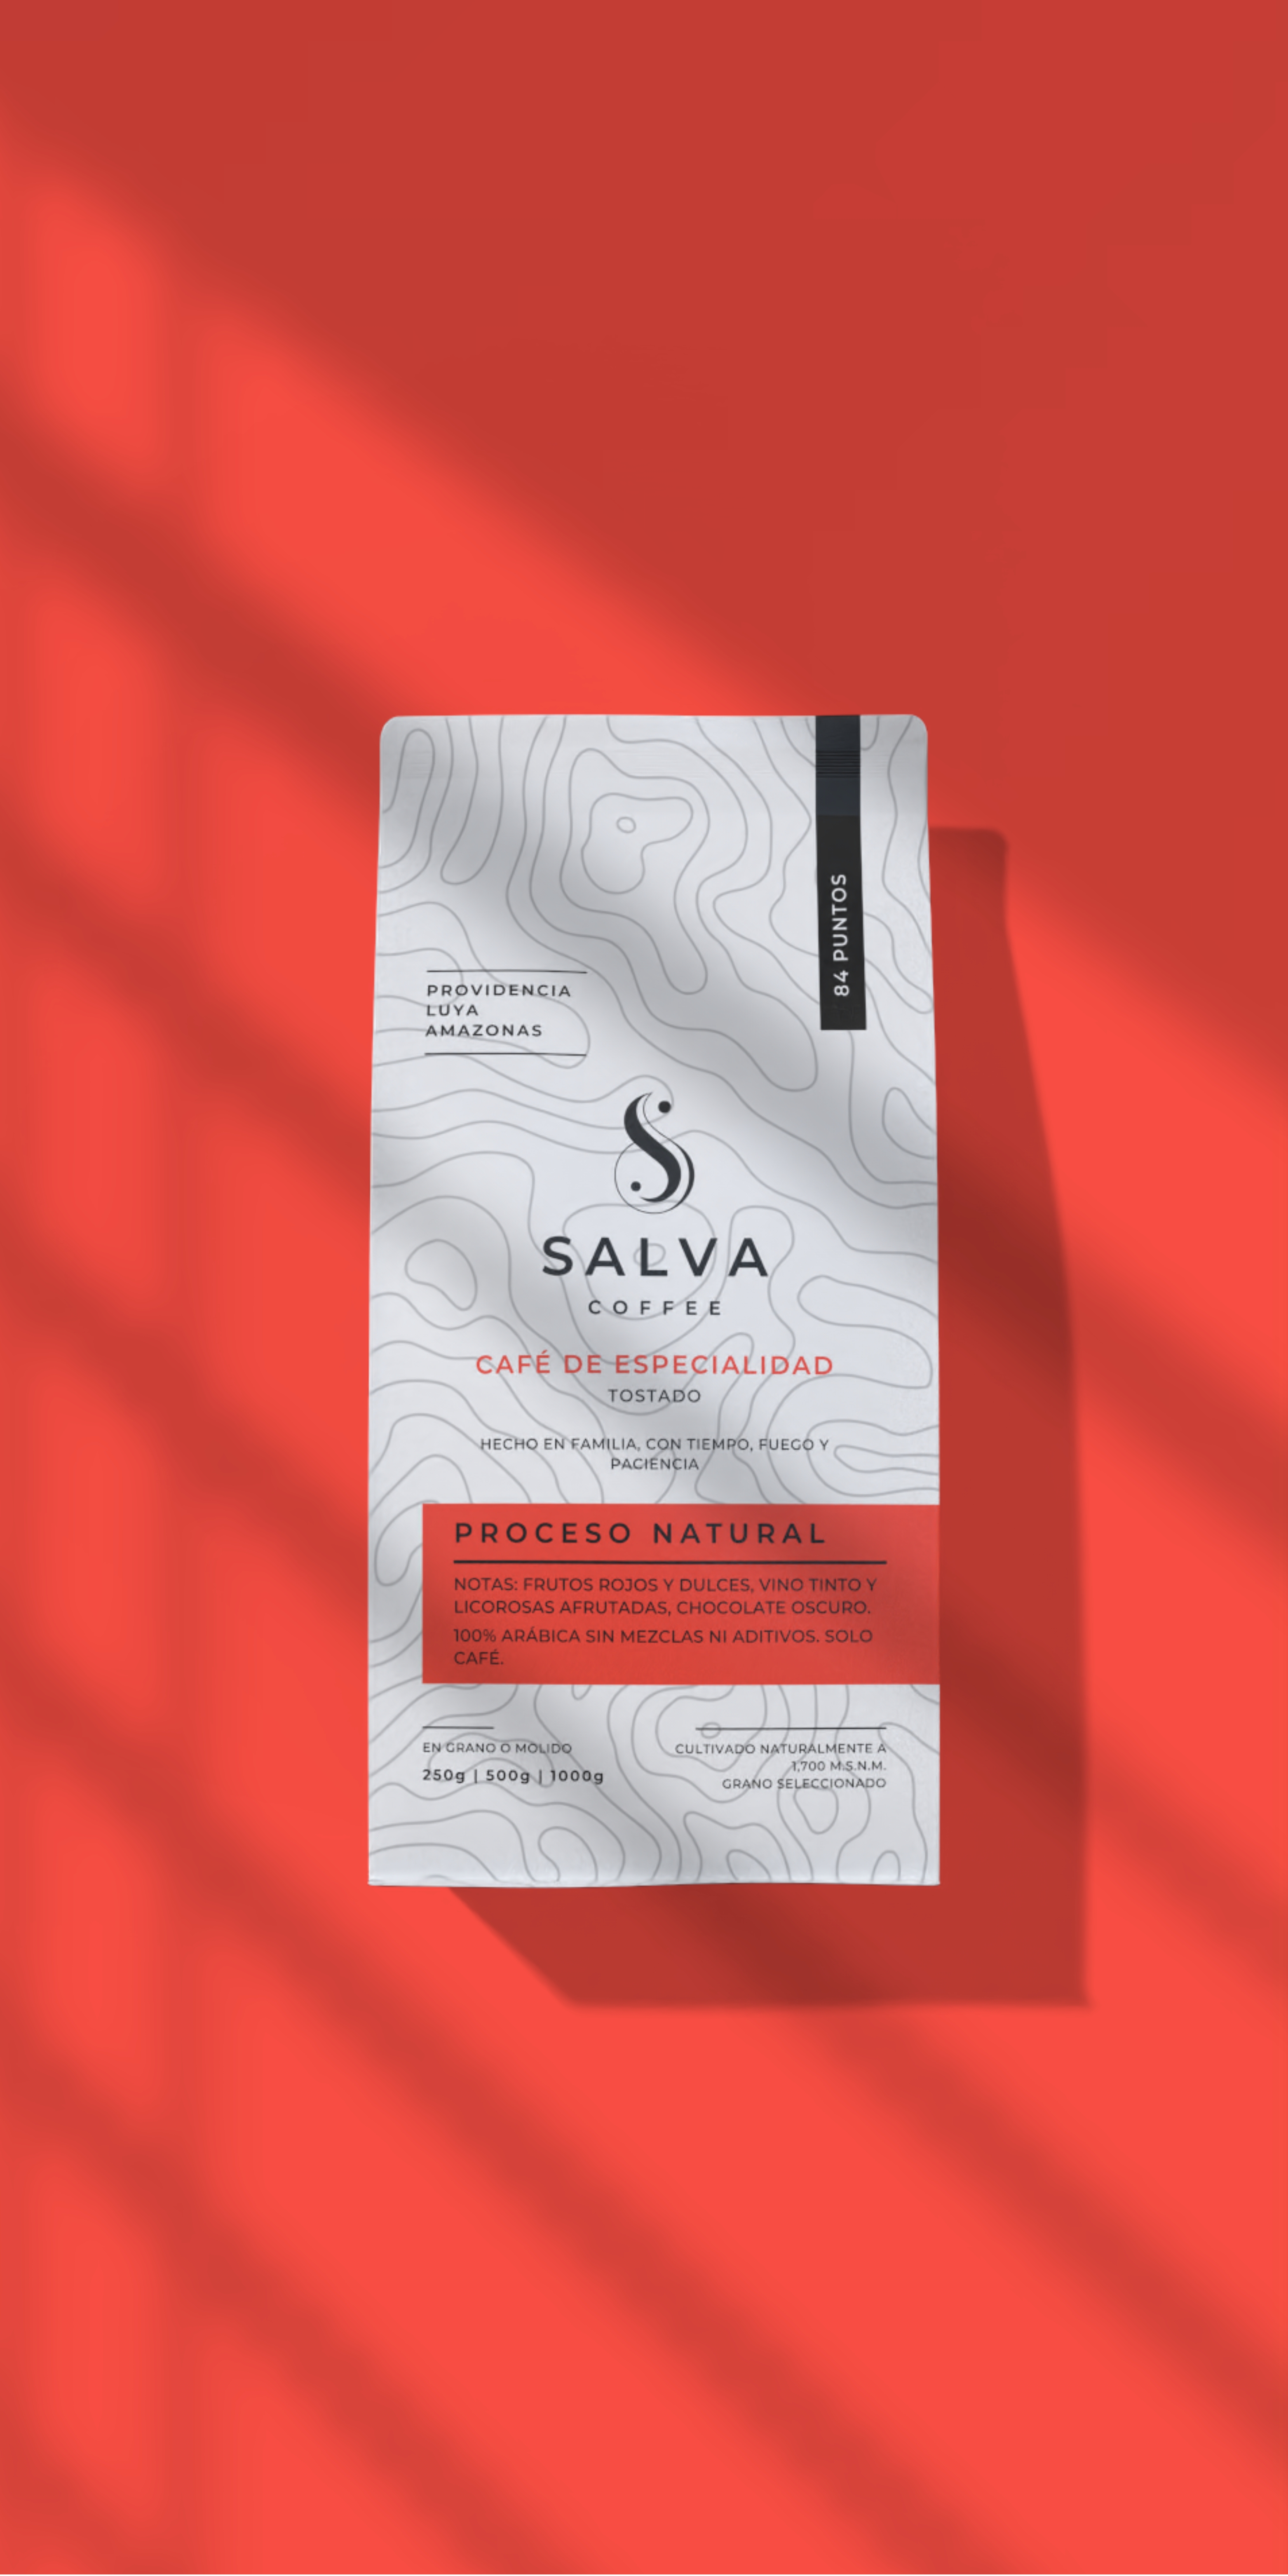 84 PUNTOS
PROVIDENCIA
LUYA
AMAZONAS
SALVA
COFFEE
CAFÉ DE ESPECIALIDAD
TOSTADO
HECHO EN FAMILIA, CON TIEMPO, FUEGO Y
PACIENCIA
PROCESO NATURAL
NOTAS: FRUTOS ROJOS Y DULCES, VINO TINTO Y
LICOROSAS AFRUTADAS, CHOCOLATE OSCURO.
100% ARÁBICA SIN MEZCLAS NI ADITIVOS. SOLO
CAFÉ.
EN GRANO O MOLIDO
250g | 500g | 1000g
CULTIVADO NATURALMENTE A
1,700 M.S.N.M.
GRANO SELECCIONADO